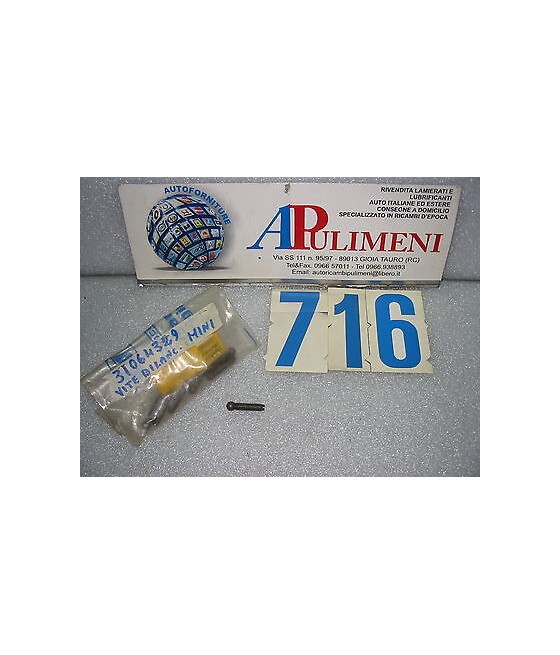 AUTOFORNITURE
APULIMENI
RIVENDITA LAMIERATI E
LUBRIFICANTI
AUTO ITALIANE ED ESTERE
CONSEGNE A DOMICILIO
SPECIALIZZATO IN RICAMBI D'EPOCA
Via SS 111 n. 95/97 - 89013 GIOIA TAURO (RC)
Tel&Fax. 0966 57011 - Tel 0966.938893
Email: autoricambipulimeni@libero.it
716
31064329
VITE BILANC. MINI